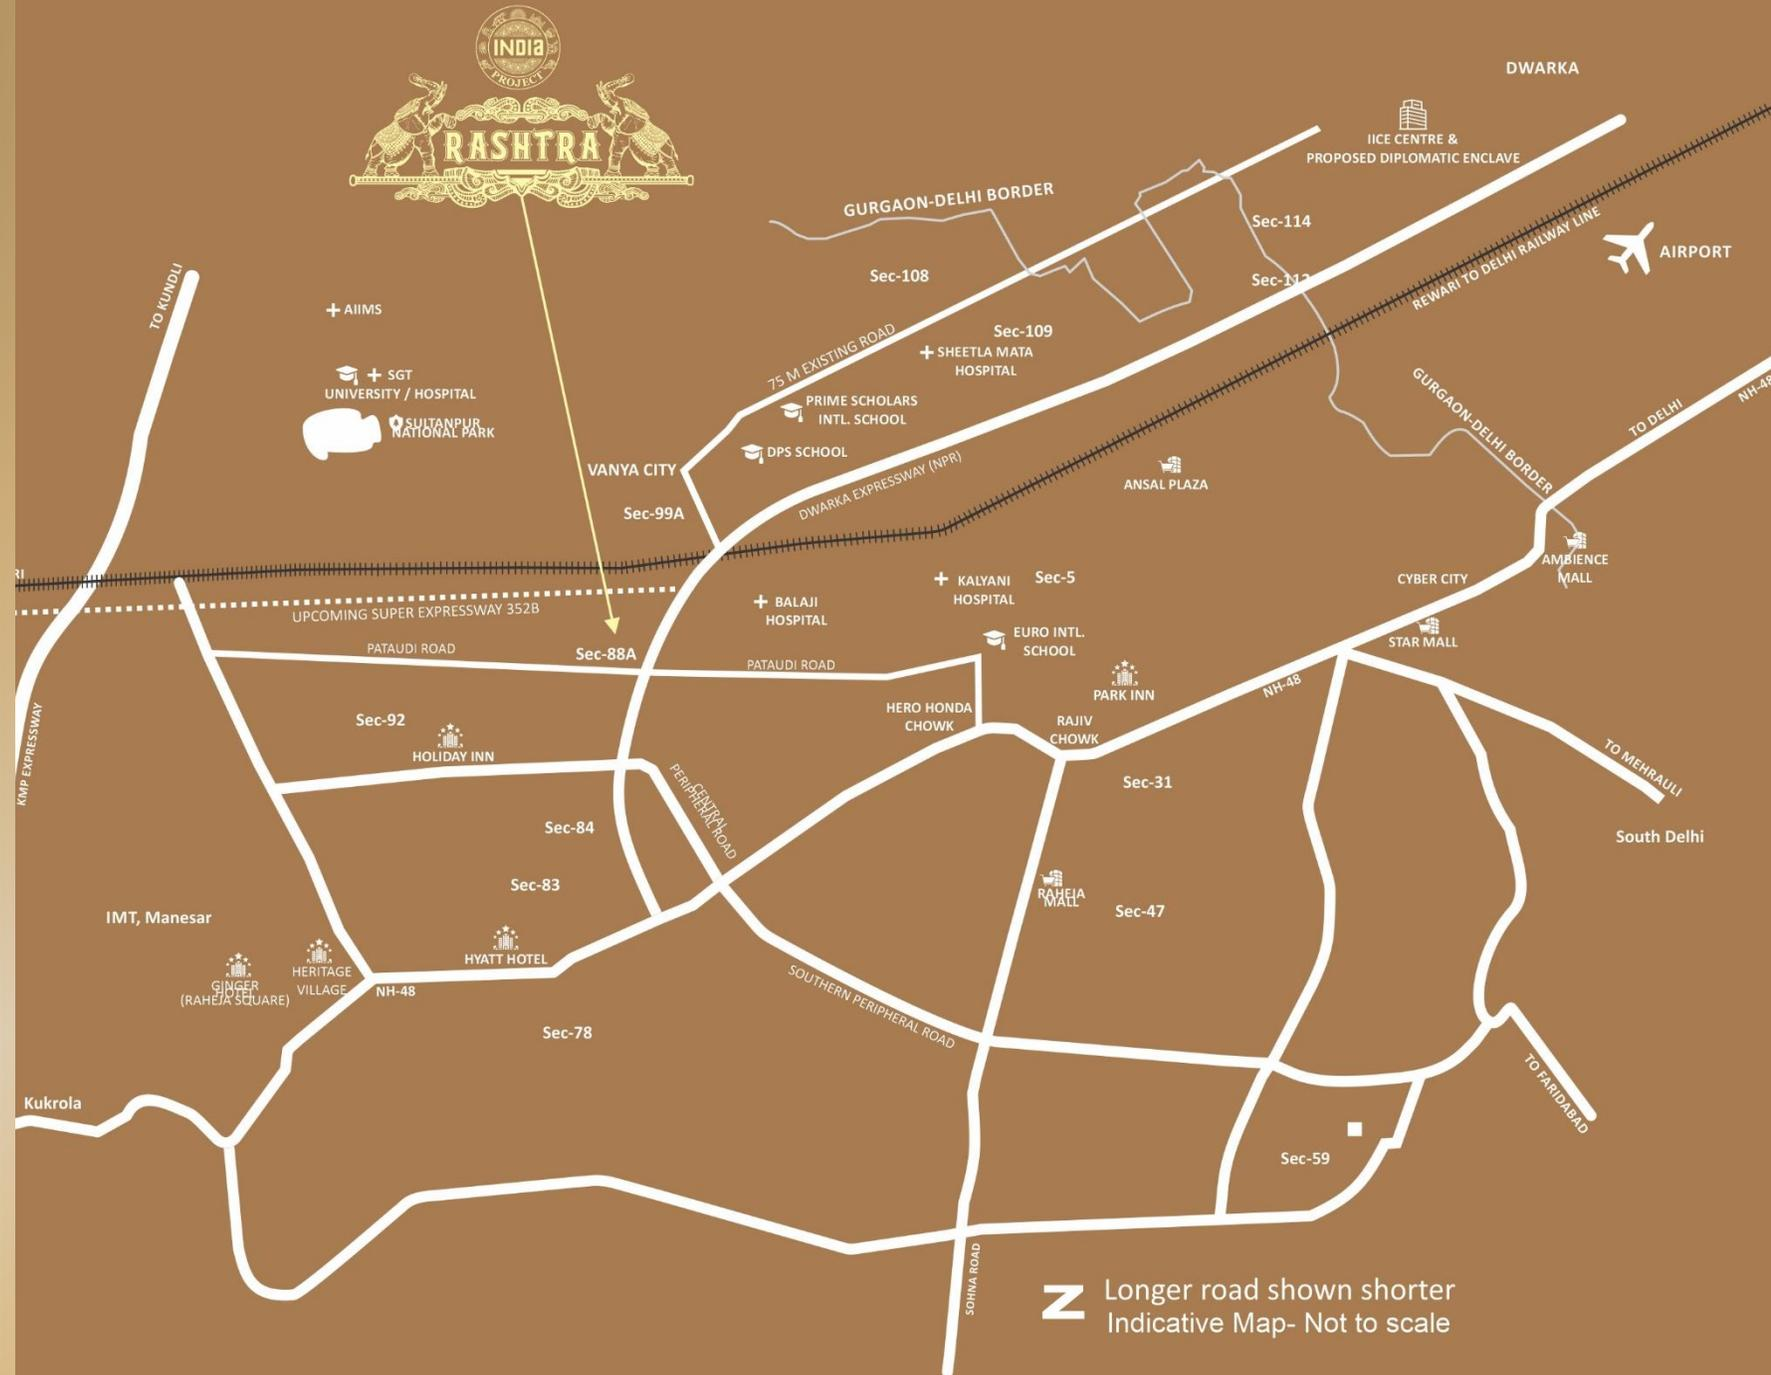 INDIA
PROJECT
RASHTRA
DWARKA
IICE CENTRE &
PROPOSED DIPLOMATIC ENCLAVE
GURGAON-DELHI BORDER
Sec-114
REWARI TO DELHI RAILWAY LINE
AIRPORT
TO KUNDLI
Sec-108
AIIMS
75 M EXISTING ROAD
Sec-109
SHEETLA MATA
HOSPITAL
SGT
UNIVERSITY / HOSPITAL
SULTANPUR
NATIONAL PARK
PRIME SCHOLARS
INTL. SCHOOL
DPS SCHOOL
GURGAON-DELHI BORDER
TO DELHI
NH-48
VANYA CITY
DWARKA EXPRESSWAY (NPR)
ANSAL PLAZA
Sec-99A
RI
UPCOMING SUPER EXPRESSWAY 352B
BALAJI
HOSPITAL
KALYANI
HOSPITAL
Sec-5
CYBER CITY
AMBIENCE
MALL
PATAUDI ROAD
Sec-88A
PATAUDI ROAD
EURO INTL.
SCHOOL
STAR MALL
PARK INN
NH-48
Sec-92
HERO HONDA
CHOWK
RAJIV
CHOWK
KMP EXPRESSWAY
HOLIDAY INN
CENTRAL
PERIPHERAL ROAD
Sec-31
TO MEHRAULI
South Delhi
Sec-84
Sec-83
RAHEJA
MALL
Sec-47
IMT, Manesar
HYATT HOTEL
HERITAGE
VILLAGE
GINGER
HOTEL
(RAHEJA SQUARE)
NH-48
SOUTHERN PERIPHERAL ROAD
Sec-78
TO FARIDABAD
Kukrola
Sec-59
SOHNA ROAD
N
Longer road shown shorter
Indicative Map- Not to scale